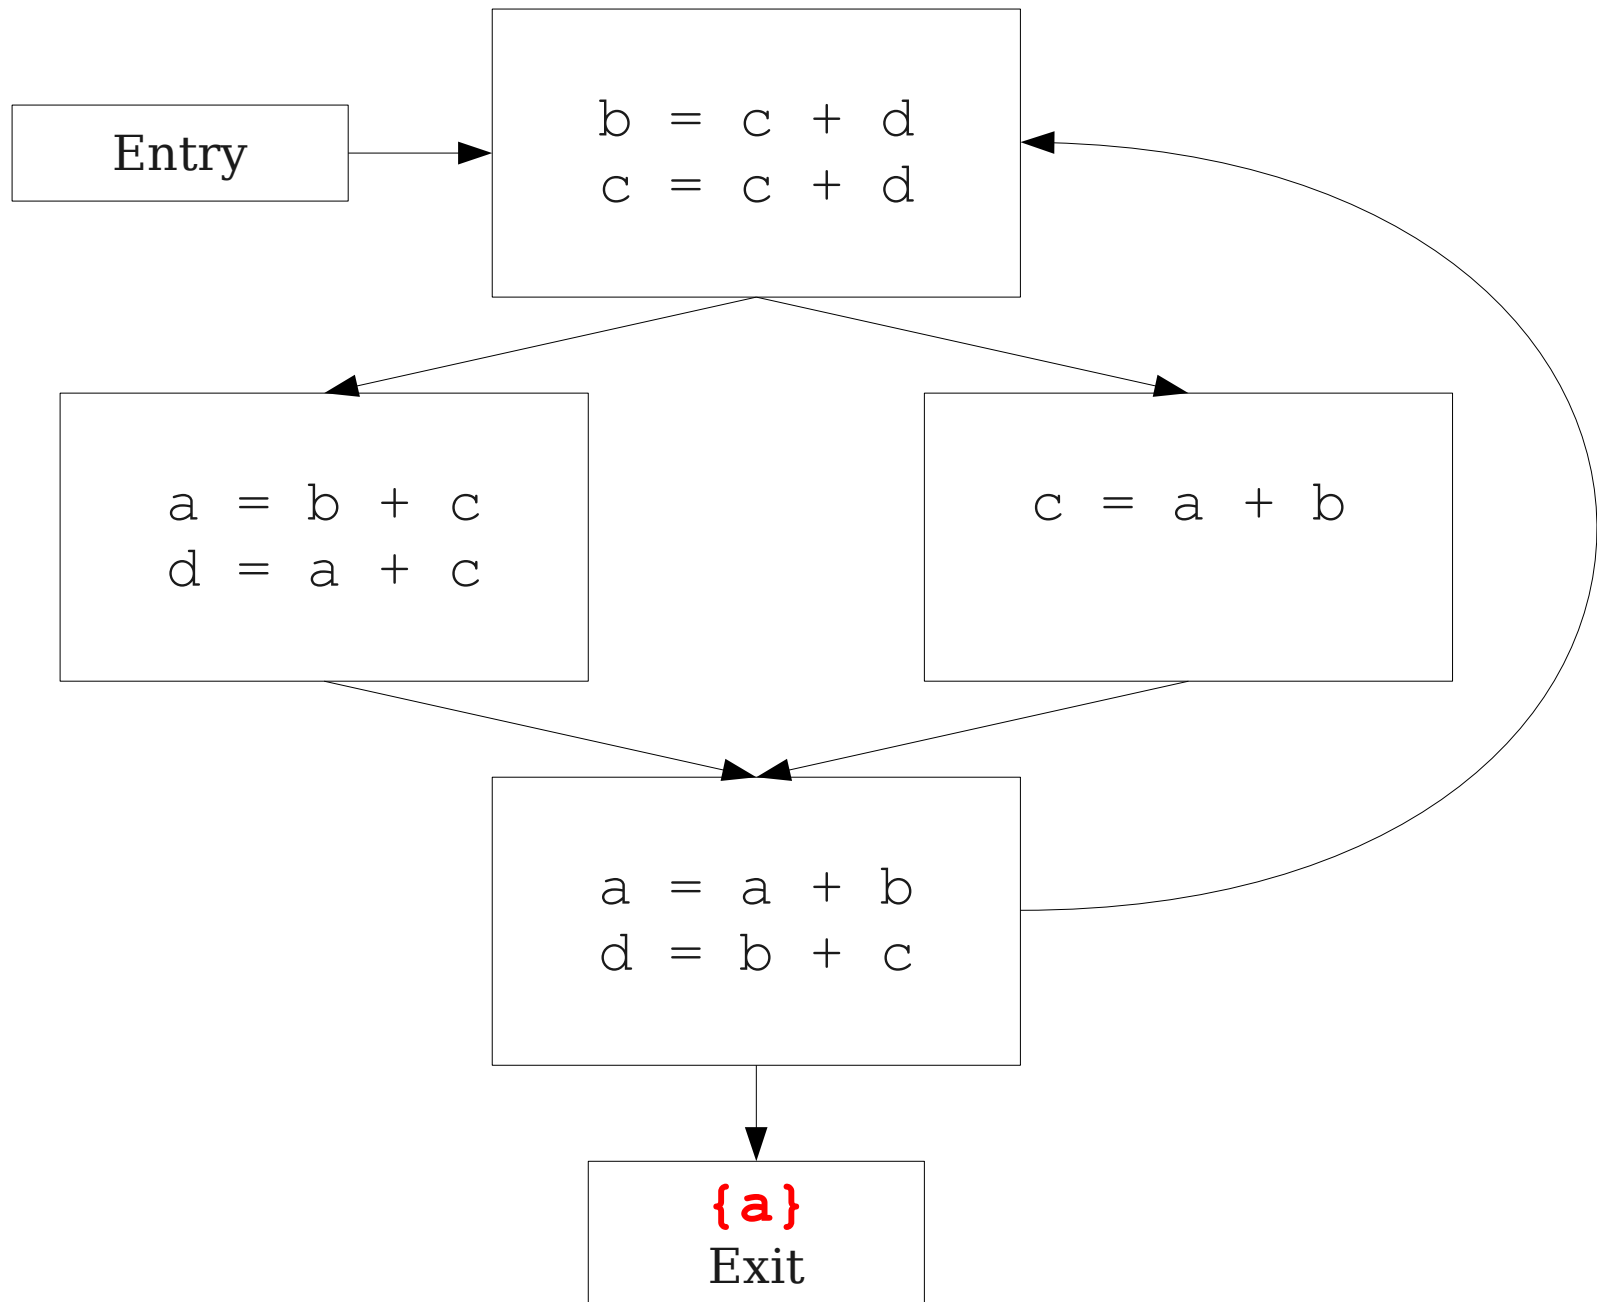 b = c + d
c = c + d
Entry
a = b + c
d = a + c
c = a + b
a = a + b
d = b + c
{a}
Exit